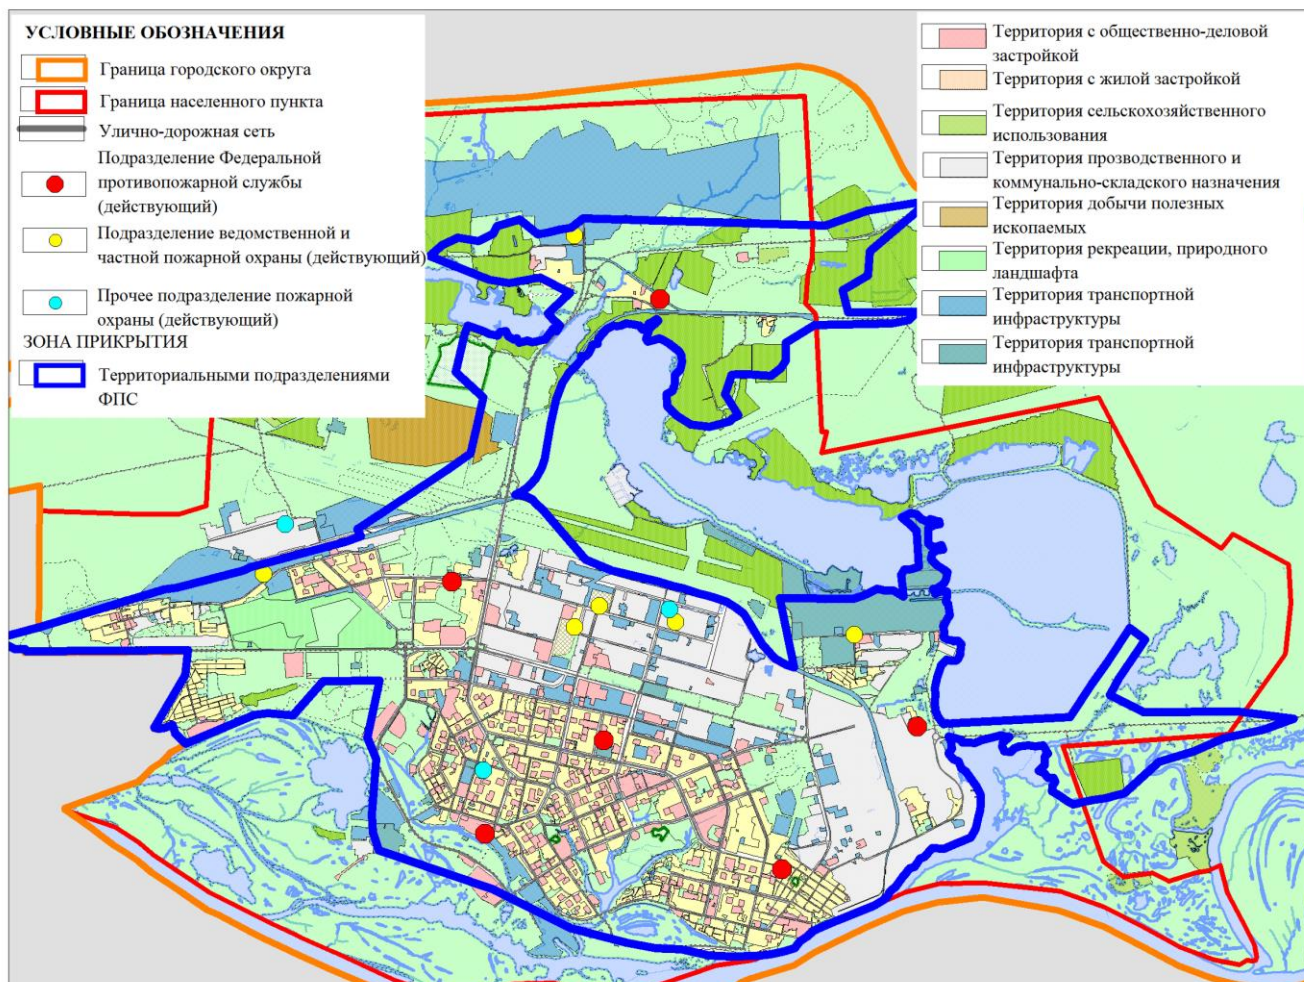 УСЛОВНЫЕ ОБОЗНАЧЕНИЯ
Граница городского округа
Граница населенного пункта
Улично-дорожная сеть
Подразделение Федеральной
противопожарной службы
(действующий)
Подразделение ведомственной и
частной пожарной охраны (действующий)
Прочее подразделение пожарной
охраны (действующий)
ЗОНА ПРИКРЫТИЯ
Территориальными подразделениями
ФПС
Территория с общественно-деловой
застройкой
Территория с жилой застройкой
Территория сельскохозяйственного
использования
Территория прозводственного и
коммунально-складского назначения
Территория добычи полезных
ископаемых
Территория рекреации, природного
ландшафта
Территория транспортной
инфраструктуры
Территория транспортной
инфраструктуры